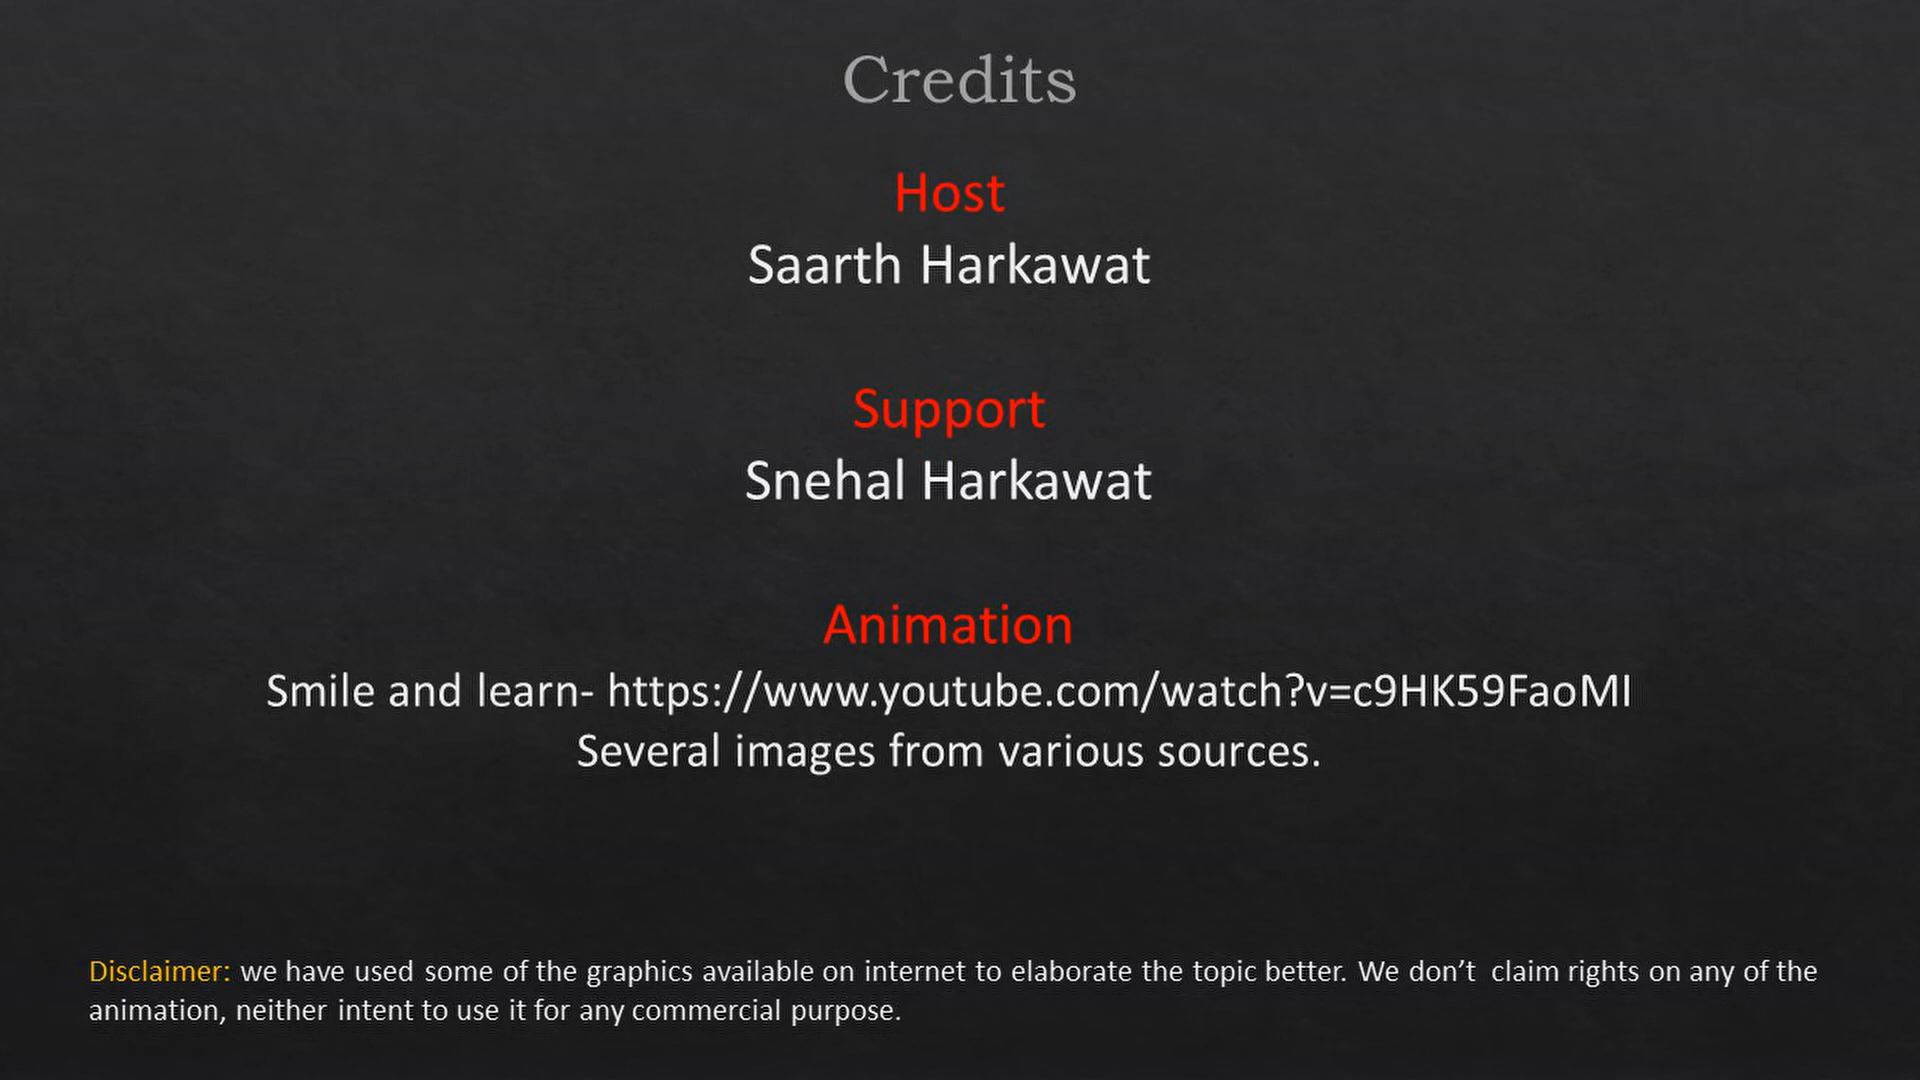 Credits
Host
Saarth Harkawat
Support
Snehal Harkawat
Animation
Smile and learn- https://www.youtube.com/watch?v=c9HK59FaoMI
Several images from various sources.
Disclaimer: we have used some of the graphics available on internet to elaborate the topic better. We don’t claim rights on any of the
animation, neither intent to use it for any commercial purpose.